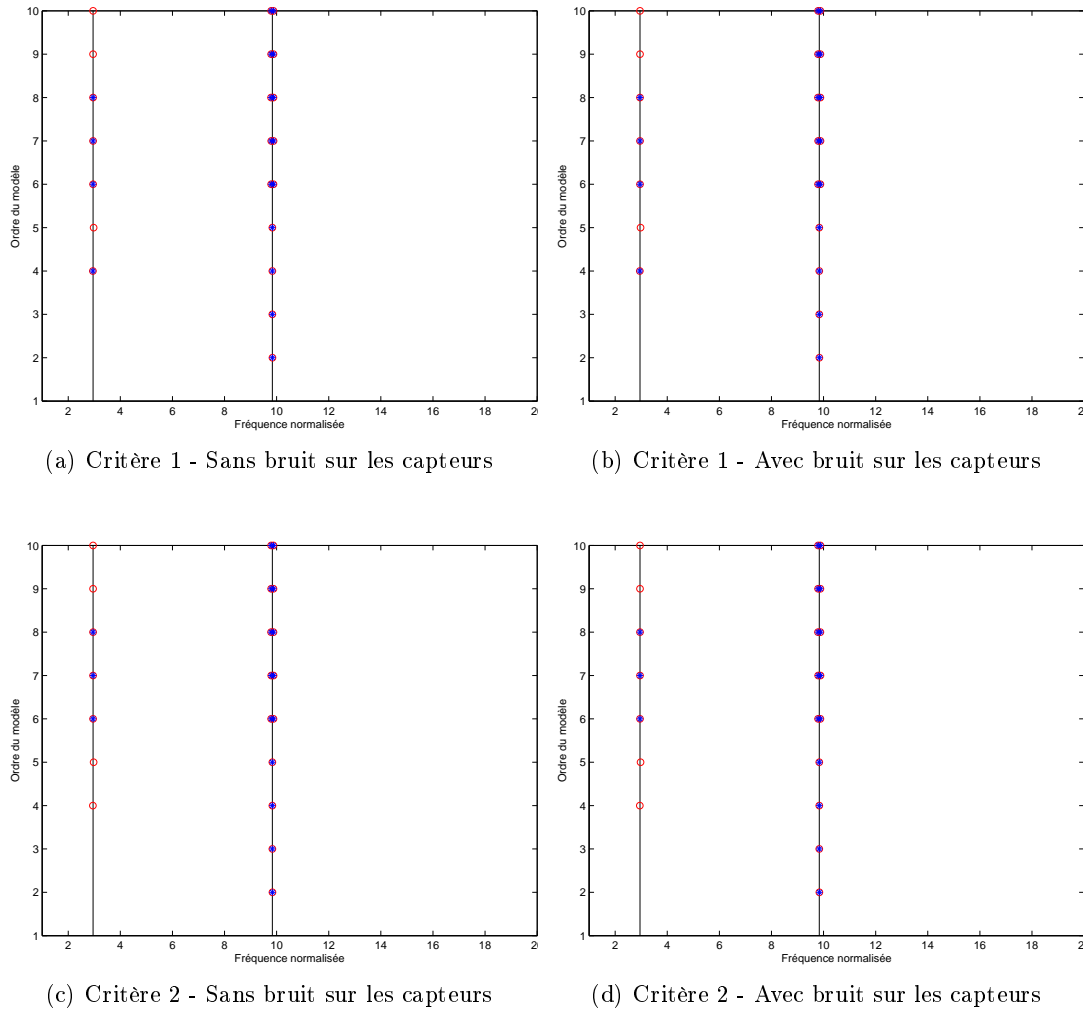 10
9
8
7
6
5
4
3
2
1
Ordre du modèle
2 4 6 8 10 12 14 16 18 20
Fréquence normalisée
(a) Critère 1 - Sans bruit sur les capteurs
10
9
8
7
6
5
4
3
2
1
Ordre du modèle
2 4 6 8 10 12 14 16 18 20
Fréquence normalisée
(b) Critère 1 - Avec bruit sur les capteurs
10
9
8
7
6
5
4
3
2
1
Ordre du modèle
2 4 6 8 10 12 14 16 18 20
Fréquence normalisée
(c) Critère 2 - Sans bruit sur les capteurs
10
9
8
7
6
5
4
3
2
1
Ordre du modèle
2 4 6 8 10 12 14 16 18 20
Fréquence normalisée
(d) Critère 2 - Avec bruit sur les capteurs